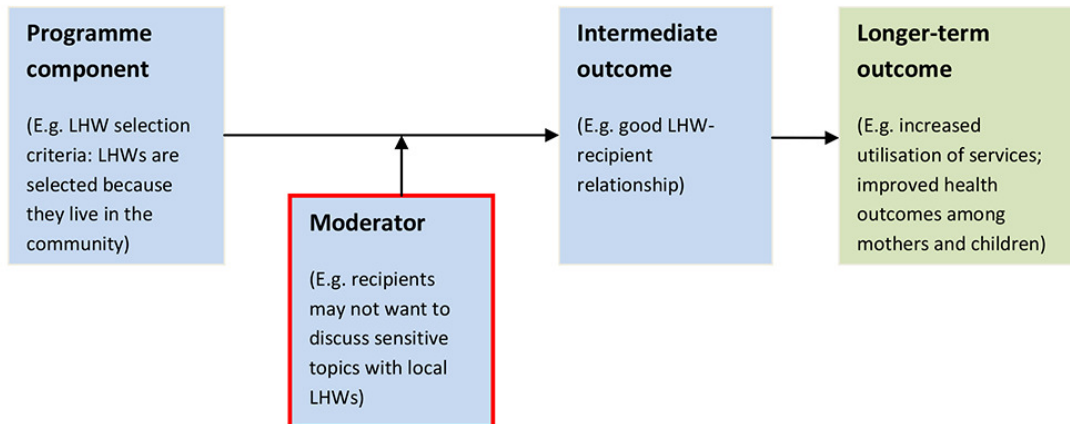 Programme
component
(E.g. LHW selection
criteria: LHWs are
selected because
they live in the
community)
Moderator
(E.g. recipients
may not want to
discuss sensitive
topics with local
LHWs)
Intermediate
outcome
(E.g. good LHW-
recipient
relationship)
Longer-term
outcome
(E.g. increased
utilisation of services;
improved health
outcomes among
mothers and children)